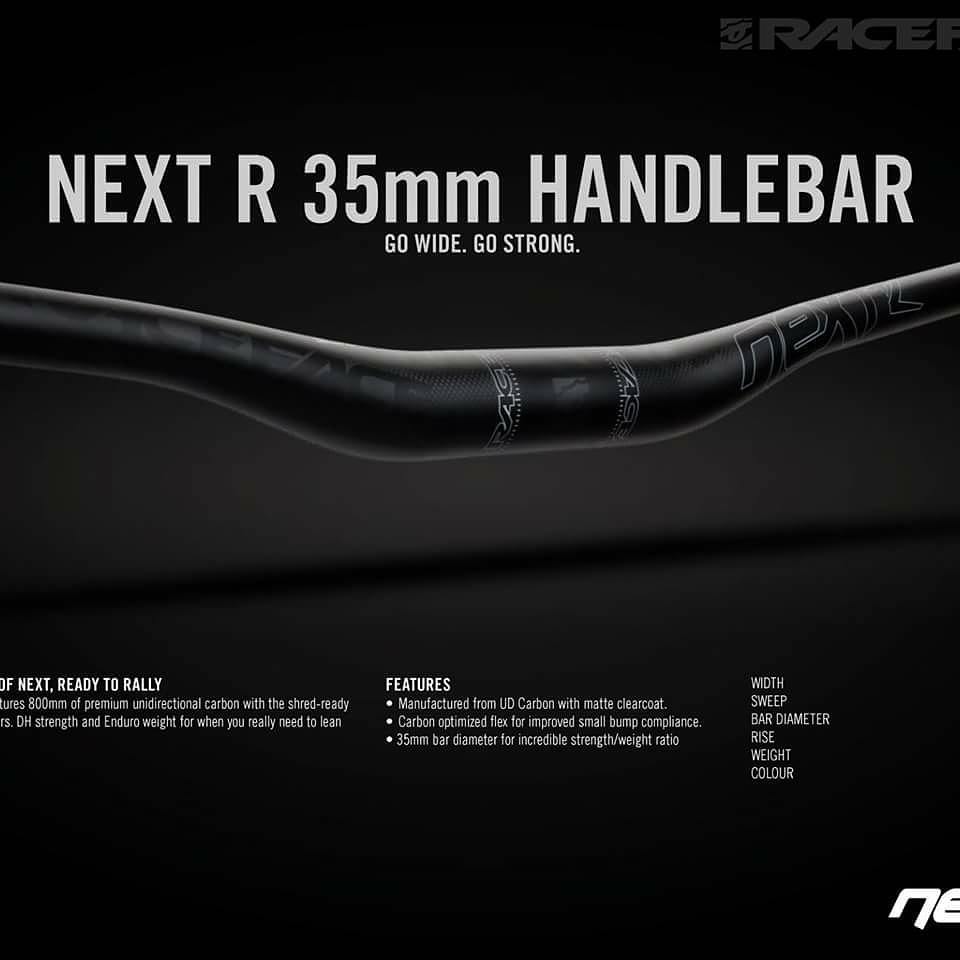 RACEF
NEXT R 35mm HANDLEBAR
GO WIDE. GO STRONG.
RAC
FACE
NEXT R
OF NEXT, READY TO RALLY
tures 800mm of premium unidirectional carbon with the shred-ready
rs. DH strength and Enduro weight for when you really need to lean
FEATURES
• Manufactured from UD Carbon with matte clearcoat.
• Carbon optimized flex for improved small bump compliance.
• 35mm bar diameter for incredible strength/weight ratio
WIDTH
SWEEP
BAR DIAMETER
RISE
WEIGHT
COLOUR
ne